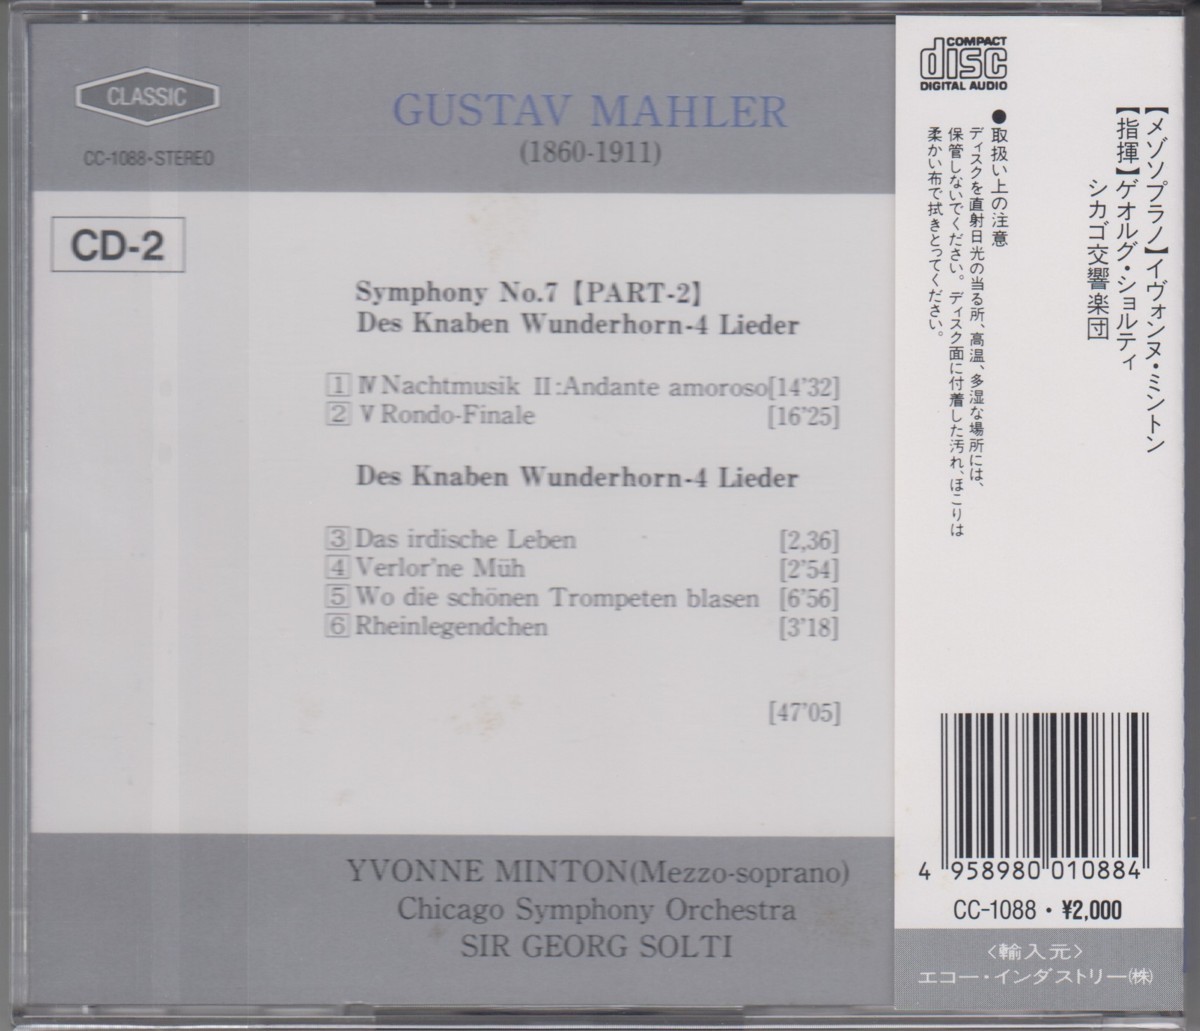 CLASSIC
CC-1088-STEREO
GUSTAV MAHLER
(1860-1911)
CD-2
Symphony No.7【PART-2】
Des Knaben Wunderhorn-4 Lieder
1 Ⅳ Nachtmusik Ⅱ:Andante amoroso[14'32]
2 Ⅴ Rondo-Finale [16'25]
Des Knaben Wunderhorn-4 Lieder
3 Das irdische Leben [2,36]
4 Verlor'ne Müh [2'54]
5 Wo die schönen Trompeten blasen [6'56]
6 Rheinlegendchen [3'18]
[47'05]
YVONNE MINTON(Mezzo-soprano)
Chicago Symphony Orchestra
SIR GEORG SOLTI
COMPACT
disc
DIGITAL AUDIO
【メゾソプラノ】イヴォンヌ・ミントン
【指揮】ゲオルグ・ショルティ
シカゴ交響楽団
●取扱い上の注意
ディスクを直射日光の当る所、高温、多湿な場所には、
保管しないでください。ディスク面に付着した汚れ、ほこりは
柔かい布で拭きとってください。
4 958980 010884
CC-1088・¥2,000
〈輸入元〉
エコー・インダストリー㈱